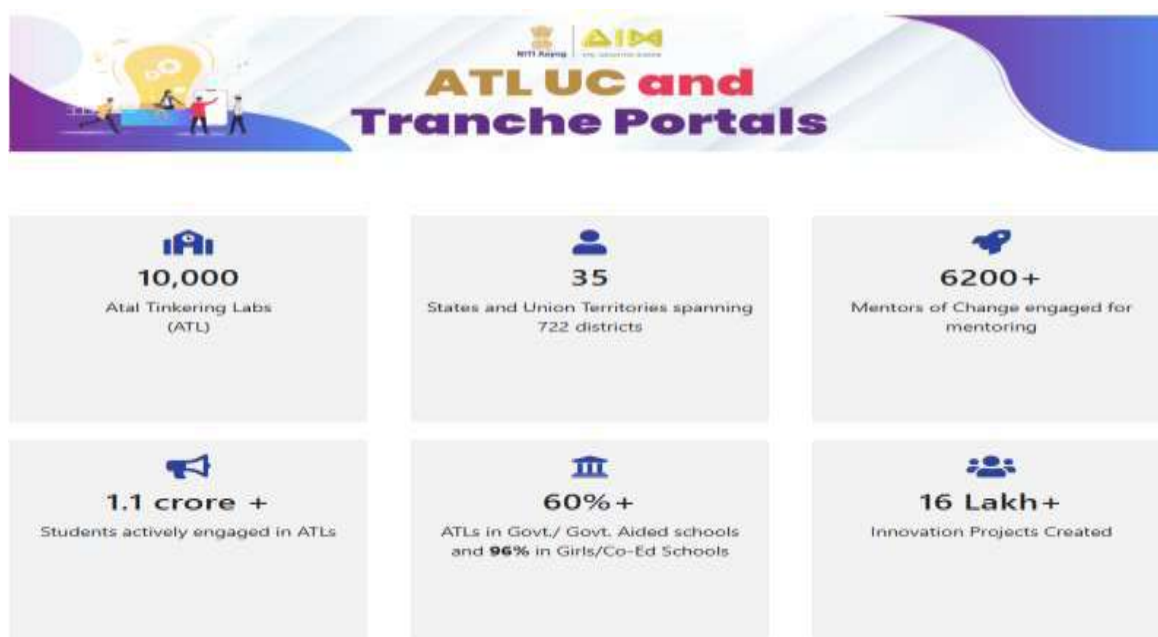 NITI Aayog
AIM
ATL UC and
Tranche Portals
10,000
Atal Tinkering Labs
(ATL)
35
States and Union Territories spanning
722 districts
6200+
Mentors of Change engaged for
mentoring
1.1 crore +
Students actively engaged in ATLs
60%+
ATLs in Govt./ Govt. Aided schools
and 96% in Girls/Co-Ed Schools
16 Lakh+
Innovation Projects Created